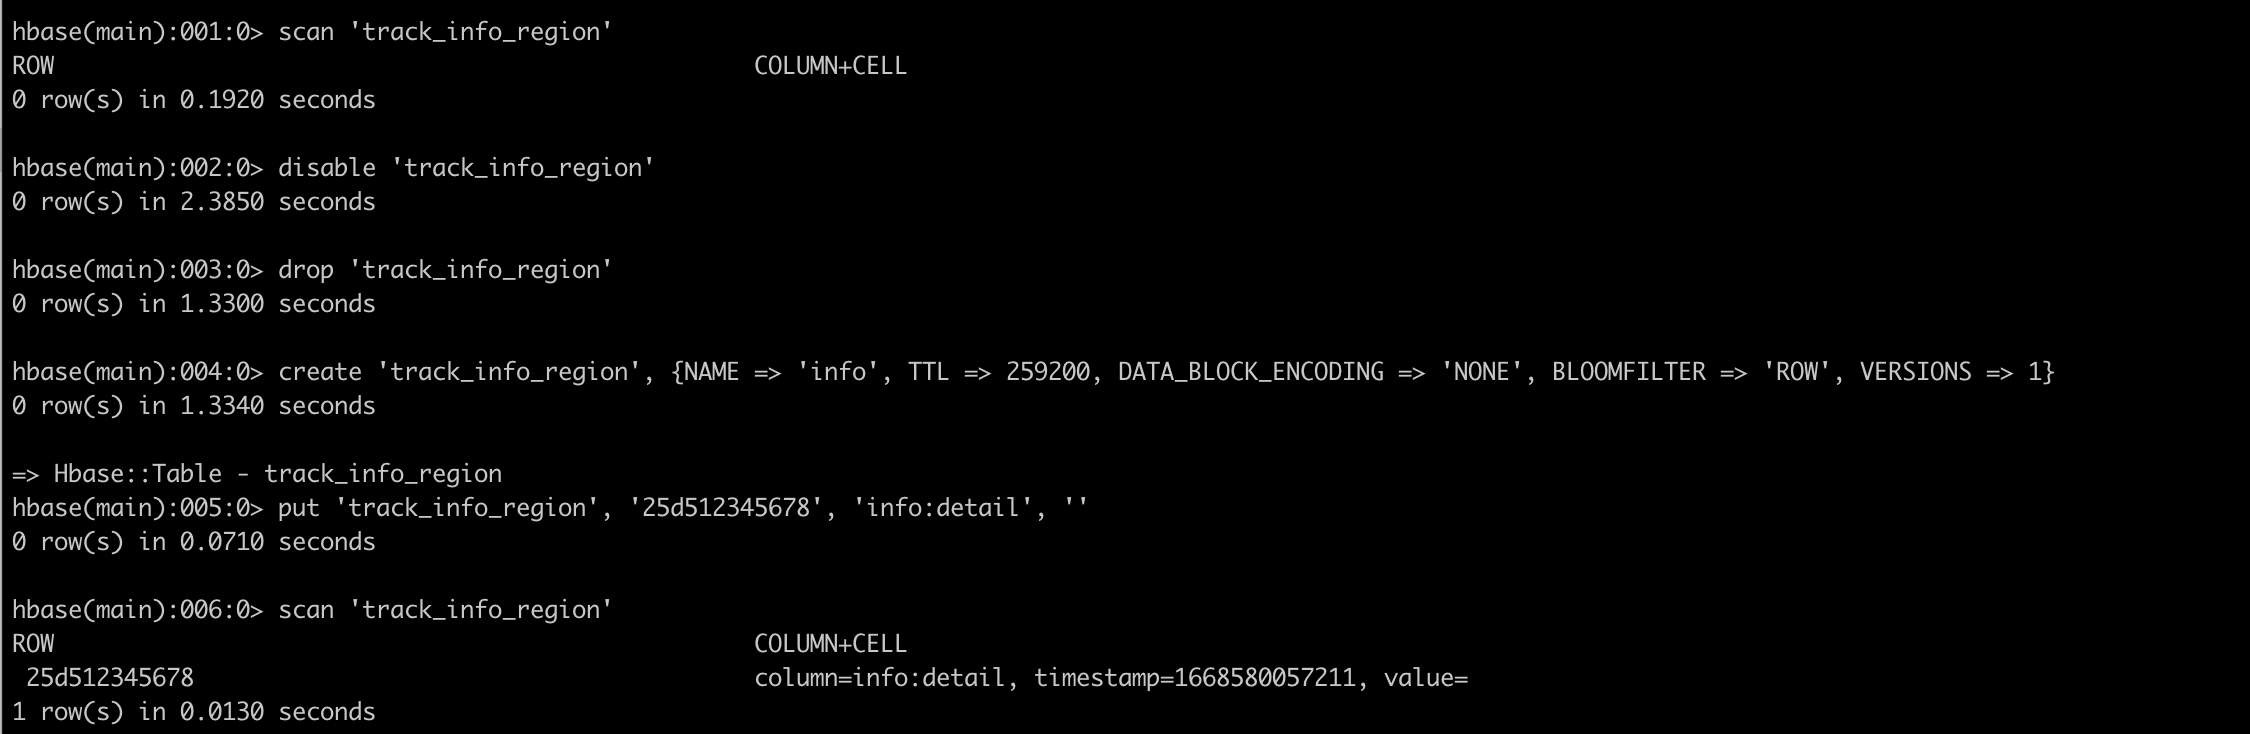 hbase(main):001:0> scan 'track_info_region'
ROW COLUMN+CELL
0 row(s) in 0.1920 seconds
hbase(main):002:0> disable 'track_info_region'
0 row(s) in 2.3850 seconds
hbase(main):003:0> drop 'track_info_region'
0 row(s) in 1.3300 seconds
hbase(main):004:0> create 'track_info_region', {NAME => 'info', TTL => 259200, DATA_BLOCK_ENCODING => 'NONE', BLOOMFILTER => 'ROW', VERSIONS => 1}
0 row(s) in 1.3340 seconds
=> Hbase::Table - track_info_region
hbase(main):005:0> put 'track_info_region', '25d512345678', 'info:detail', ''
0 row(s) in 0.0710 seconds
hbase(main):006:0> scan 'track_info_region'
ROW COLUMN+CELL
25d512345678 column=info:detail, timestamp=1668580057211, value=
1 row(s) in 0.0130 seconds